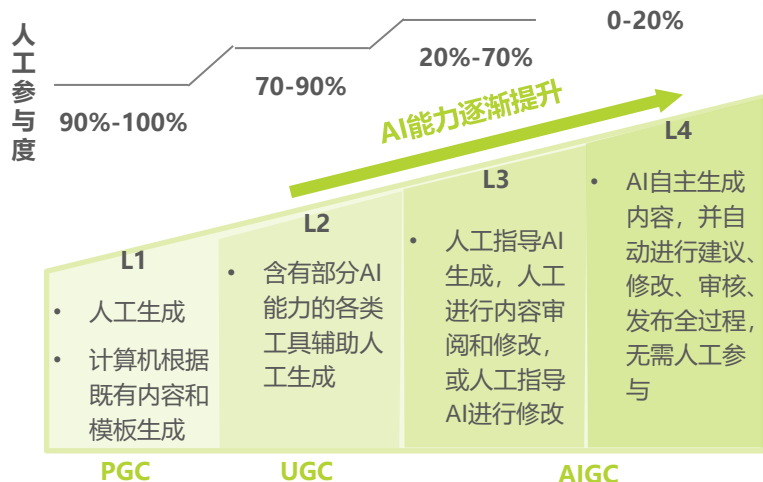 人工参与度
90%-100%
70-90%
20%-70%
0-20%
AI能力逐渐提升
L1
• 人工生成
• 计算机根据
既有内容和
模板生成
L2
• 含有部分AI
能力的各类
工具辅助人
工生成
L3
• 人工指导AI
生成，人工
进行内容审
阅和修改，
或人工指导
AI进行修改
L4
• AI自主生成
内容，并自
动进行建议、
修改、审核、
发布全过程，
无需人工参
与
PGC
UGC
AIGC